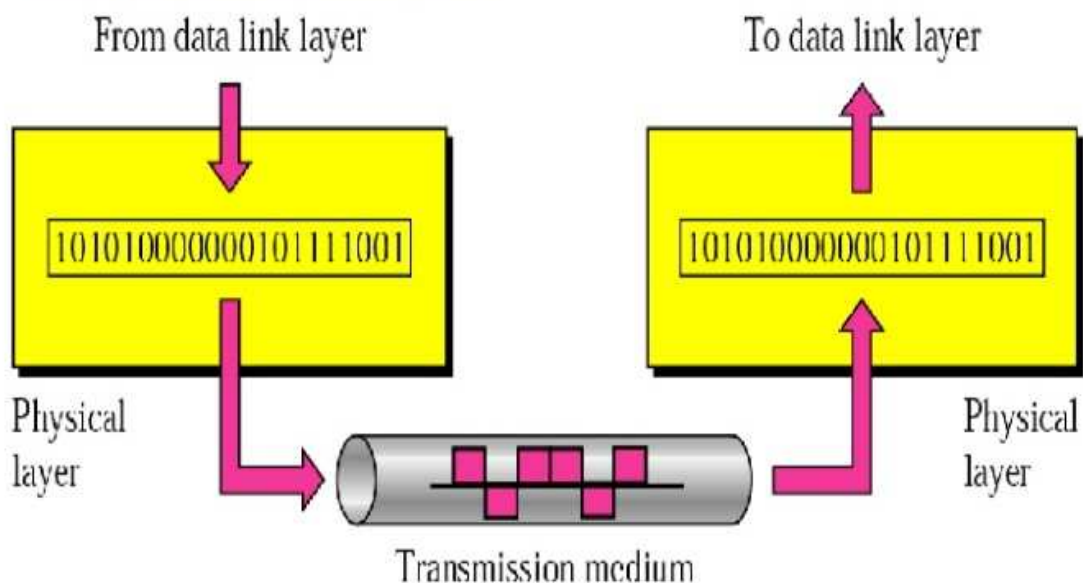 From data link layer
To data link layer
10101000000101111001
10101000000101111001
Physical
layer
Physical
layer
Transmission medium